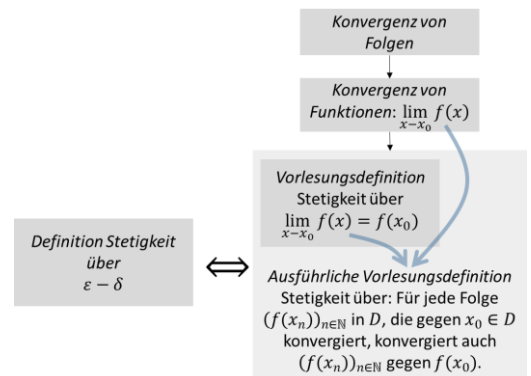 Konvergenz von
Folgen
Konvergenz von
Funktionen: lim f(x)
x−x₀
Vorlesungsdefinition
Stetigkeit über
lim f(x) = f(x₀)
x−x₀
Definition Stetigkeit
über
ε − δ
⇔
Ausführliche Vorlesungsdefinition
Stetigkeit über: Für jede Folge
(f(xₙ))ₙ∈ℕ in D, die gegen x₀ ∈ D
konvergiert, konvergiert auch
(f(xₙ))ₙ∈ℕ gegen f(x₀).